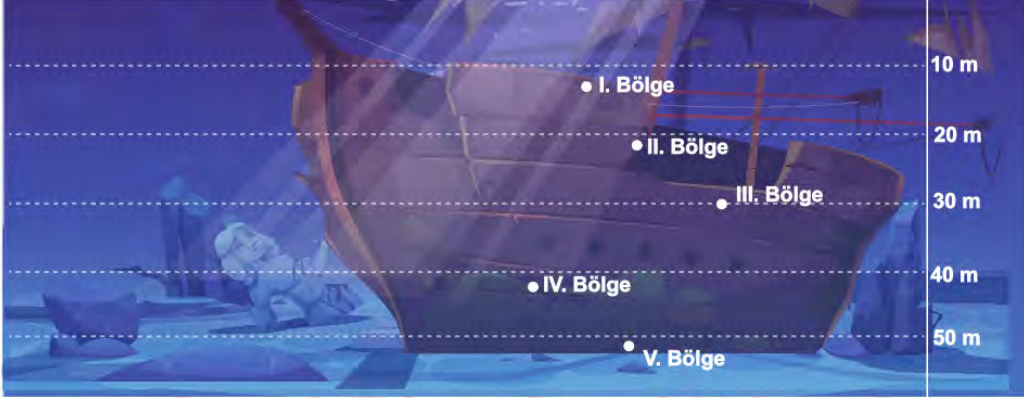 10 m
I. Bölge
20 m
II. Bölge
III. Bölge
30 m
40 m
IV. Bölge
50 m
V. Bölge